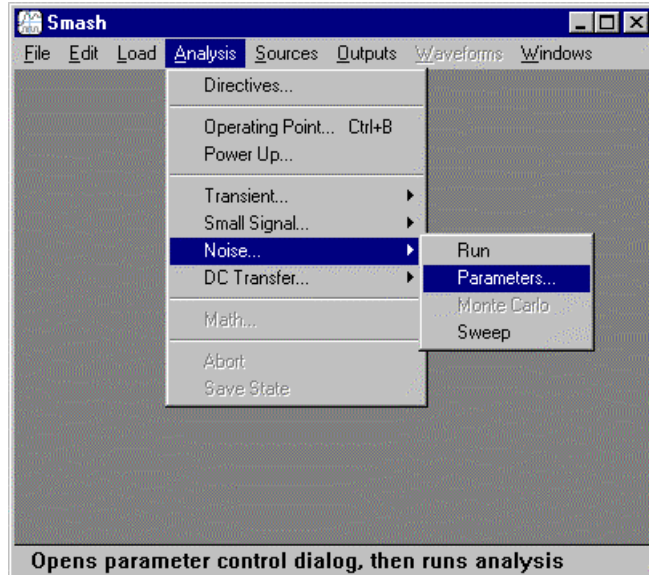 Smash
File Edit Load Analysis Sources Outputs Waveforms Windows
Directives...
Operating Point... Ctrl+B
Power Up...
Transient...
Small Signal...
Noise...
DC Transfer...
Math...
Abort
Save State
Run
Parameters...
Monte Carlo
Sweep
Opens parameter control dialog, then runs analysis